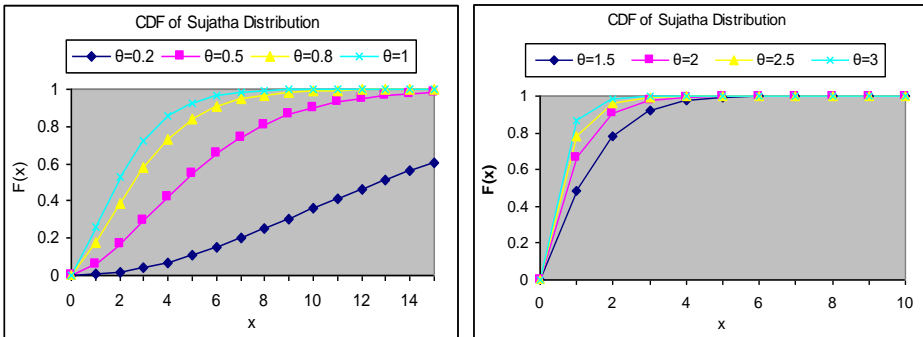 CDF of Sujatha Distribution
θ=0.2 θ=0.5 θ=0.8 θ=1
1
0.8
0.6
0.4
0.2
0
F(x)
0 2 4 6 8 10 12 14
x
CDF of Sujatha Distribution
θ=1.5 θ=2 θ=2.5 θ=3
1
0.8
0.6
0.4
0.2
0
F(x)
0 2 4 6 8 10
x